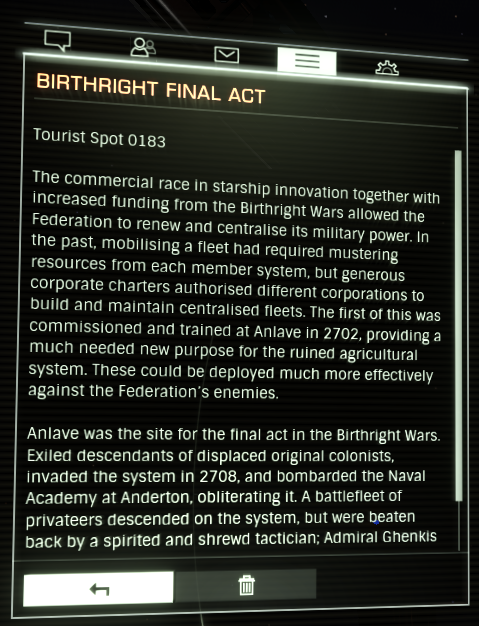 BIRTHRIGHT FINAL ACT
Tourist Spot 0183
The commercial race in starship innovation together with
increased funding from the Birthright Wars allowed the
Federation to renew and centralise its military power. In
the past, mobilising a fleet had required mustering
resources from each member system, but generous
corporate charters authorised different corporations to
build and maintain centralised fleets. The first of this was
commissioned and trained at Anlave in 2702, providing a
much needed new purpose for the ruined agricultural
system. These could be deployed much more effectively
against the Federation's enemies.
Anlave was the site for the final act in the Birthright Wars.
Exiled descendants of displaced original colonists,
invaded the system in 2708, and bombarded the Naval
Academy at Anderton, obliterating it. A battlefleet of
privateers descended on the system, but were beaten
back by a spirited and shrewd tactician; Admiral Ghenkis